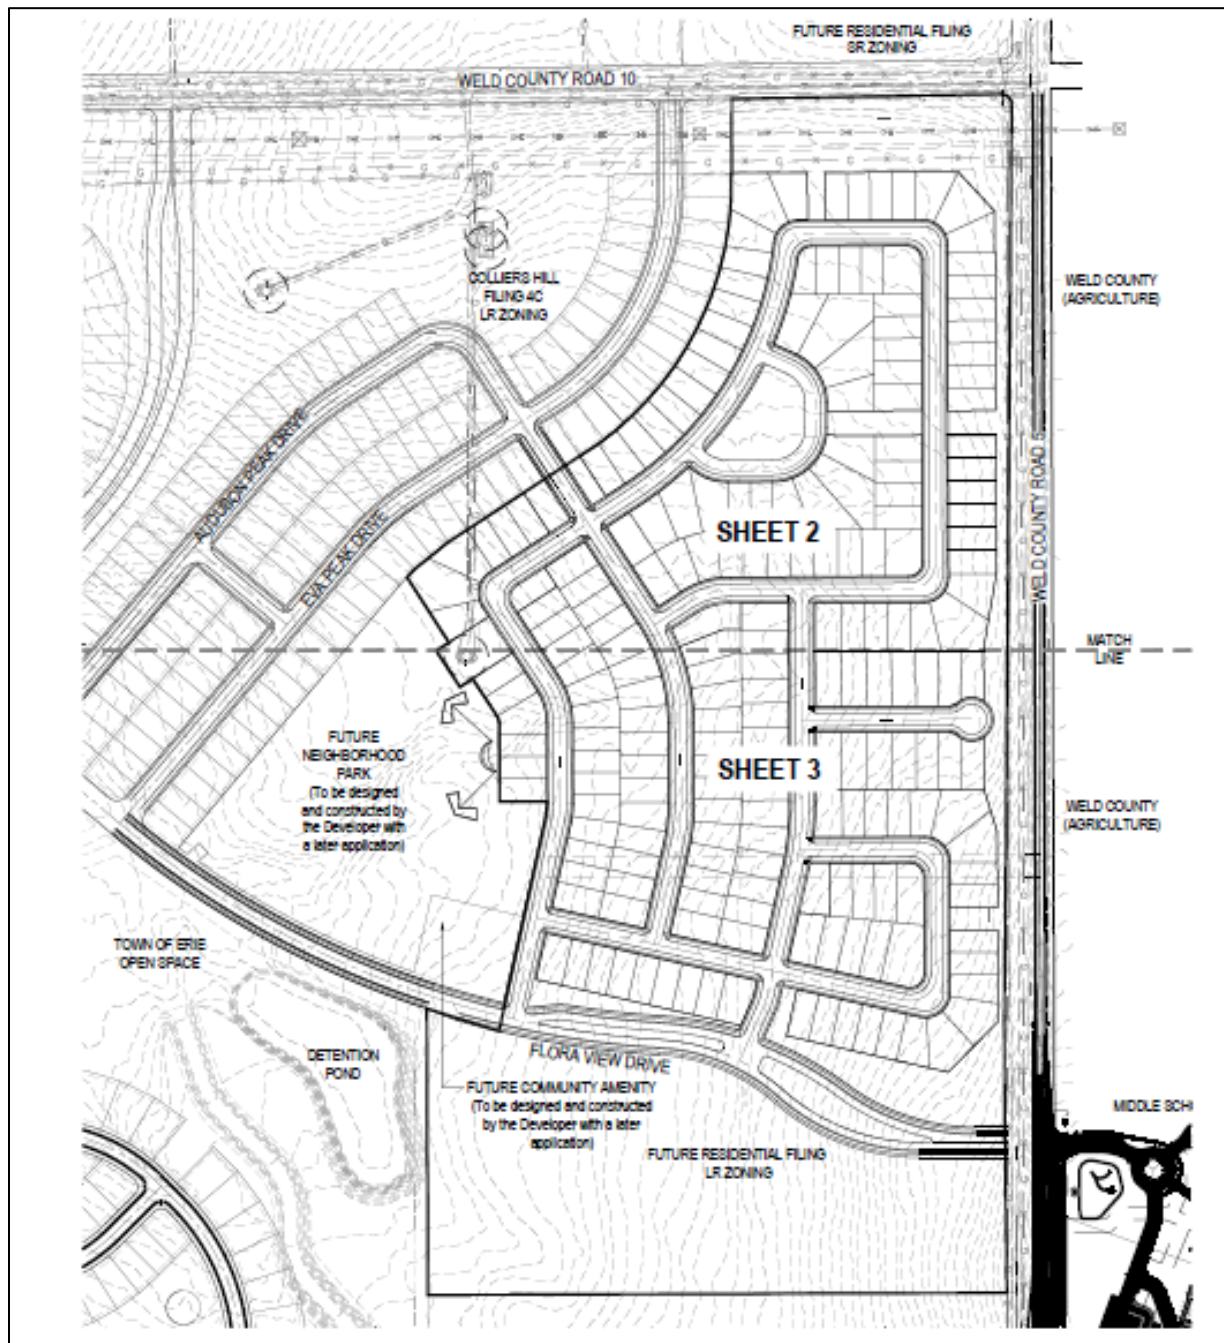 FUTURE RESIDENTIAL FILING
SR ZONING
WELD COUNTY ROAD 10
COLLIERS HILL
FILING 4C
LR ZONING
WELD COUNTY
(AGRICULTURE)
AUDUBON PEAK DRIVE
EVA PEAK DRIVE
SHEET 2
WELD COUNTY ROAD 5
MATCH
LINE
FUTURE
NEIGHBORHOOD
PARK
(To be designed
and constructed by
the Developer with
a later application)
SHEET 3
WELD COUNTY
(AGRICULTURE)
TOWN OF ERIE
OPEN SPACE
DETENTION
POND
FLORA VIEW DRIVE
FUTURE COMMUNITY AMENITY
(To be designed and constructed
by the Developer with a later
application)
FUTURE RESIDENTIAL FILING
LR ZONING
MIDDLE SCH